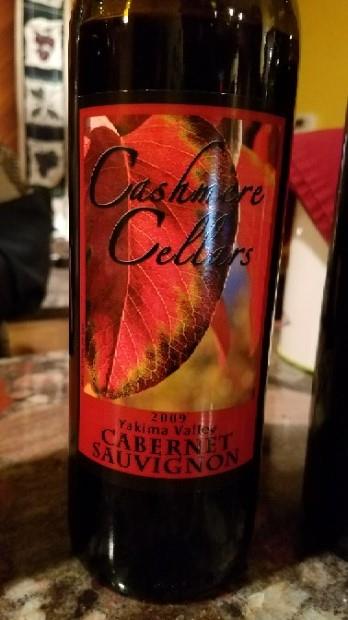 Cashmere
Cellars
2009
Yakima Valley
CABERNET
SAUVIGNON